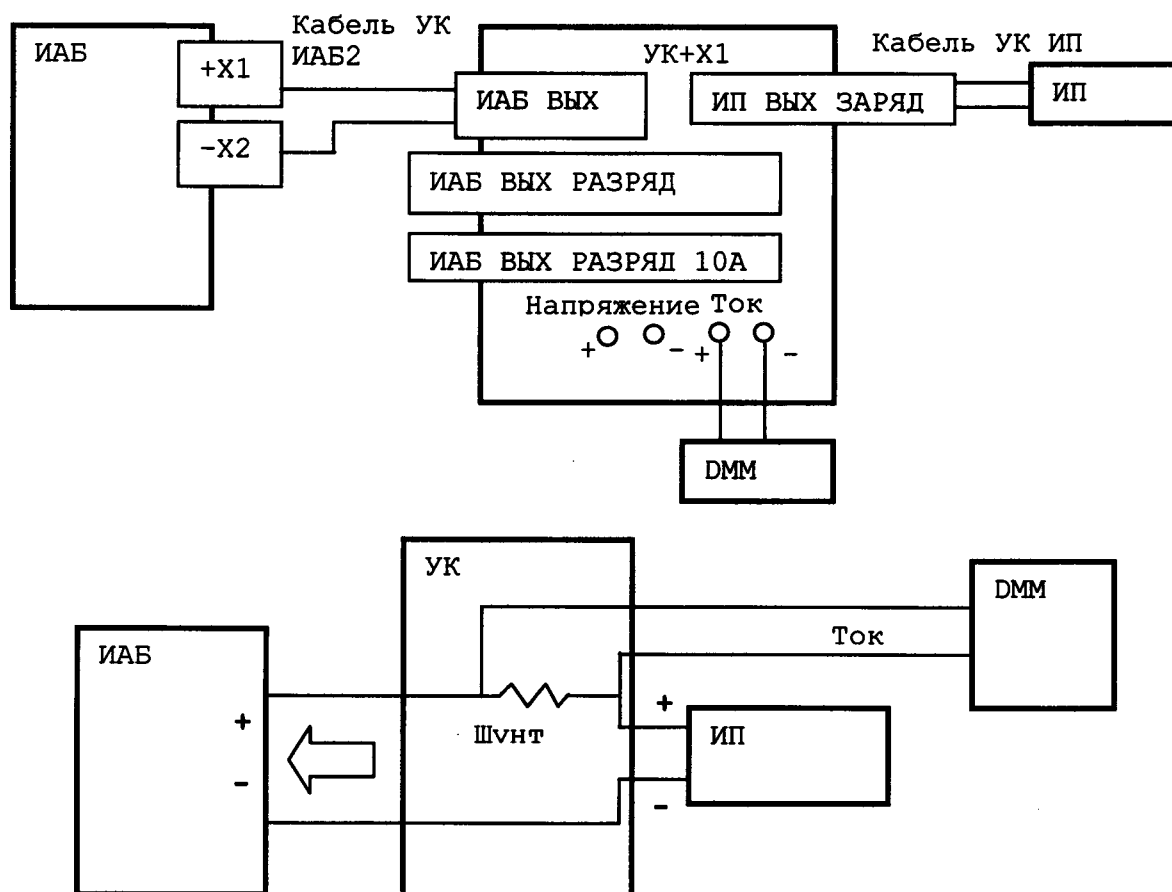 ИАБ
+X1
-X2
Кабель УК
ИАБ2
УК+X1
ИАБ ВЫХ
ИП ВЫХ ЗАРЯД
Кабель УК ИП
ИП
ИАБ ВЫХ РАЗРЯД
ИАБ ВЫХ РАЗРЯД 10А
Напряжение Ток
+ - + -
DMM
УК
DMM
Ток
ИАБ
+
-
Шунт
+
ИП
-